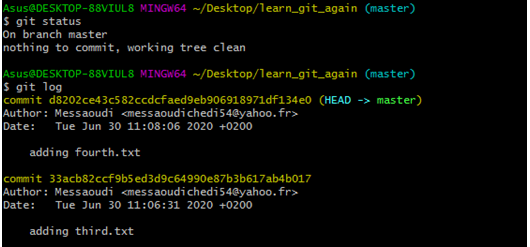 Asus@DESKTOP-88VIUL8 MINGW64 ~/Desktop/learn_git_again (master)
$ git status
On branch master
nothing to commit, working tree clean
Asus@DESKTOP-88VIUL8 MINGW64 ~/Desktop/learn_git_again (master)
$ git log
commit d8202ce43c582ccdcfaed9eb906918971df134e0 (HEAD -> master)
Author: Messaoudi <messaoudichedi54@yahoo.fr>
Date:   Tue Jun 30 11:08:06 2020 +0200
    adding fourth.txt
commit 33acb82ccf9b5ed3d9c64990e87b3b617ab4b017
Author: Messaoudi <messaoudichedi54@yahoo.fr>
Date:   Tue Jun 30 11:06:31 2020 +0200
    adding third.txt